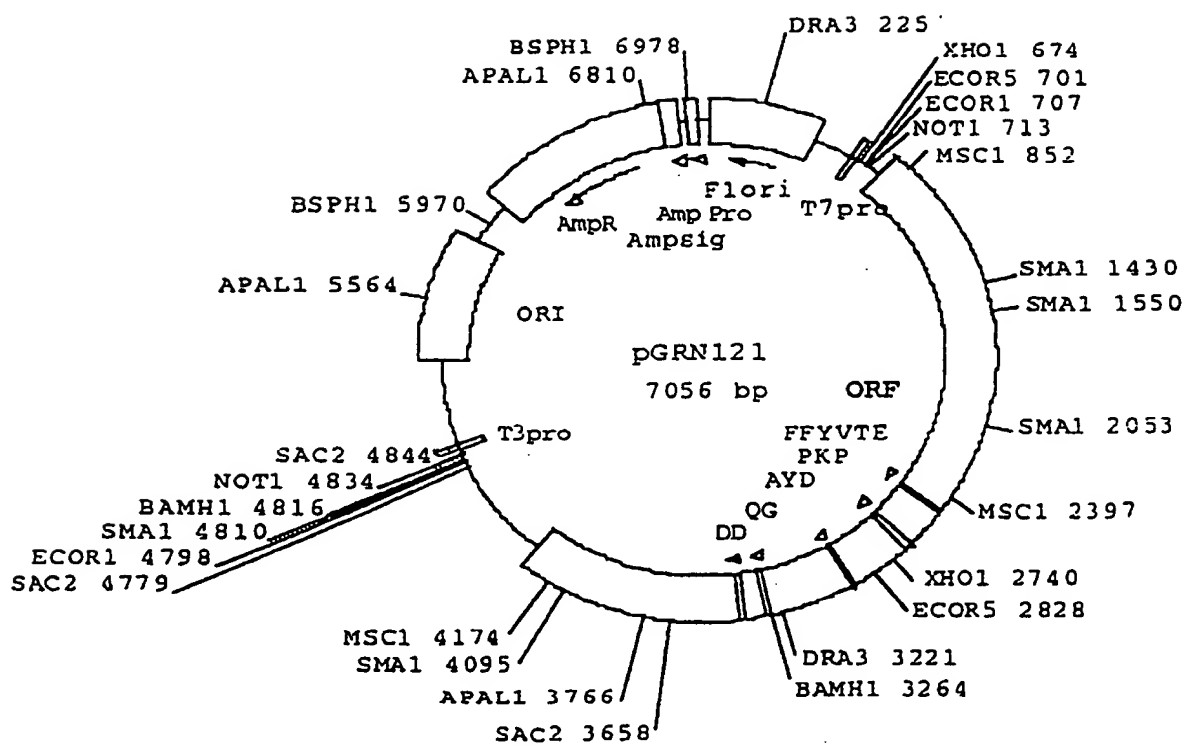 DRA3 225
BSPH1 6978
APAL1 6810
XHO1 674
ECOR5 701
ECOR1 707
NOT1 713
MSC1 852
Flori
T7pro
Amp Pro
AmpR
Ampsig
BSPH1 5970
APAL1 5564
ORI
SMA1 1430
SMA1 1550
pGRN121
7056 bp
ORF
SMA1 2053
FFYVTE
PKP
AYD
QG
DD
T3pro
SAC2 4844
NOT1 4834
BAMH1 4816
SMA1 4810
ECOR1 4798
SAC2 4779
MSC1 2397
XHO1 2740
ECOR5 2828
MSC1 4174
SMA1 4095
APAL1 3766
SAC2 3658
DRA3 3221
BAMH1 3264